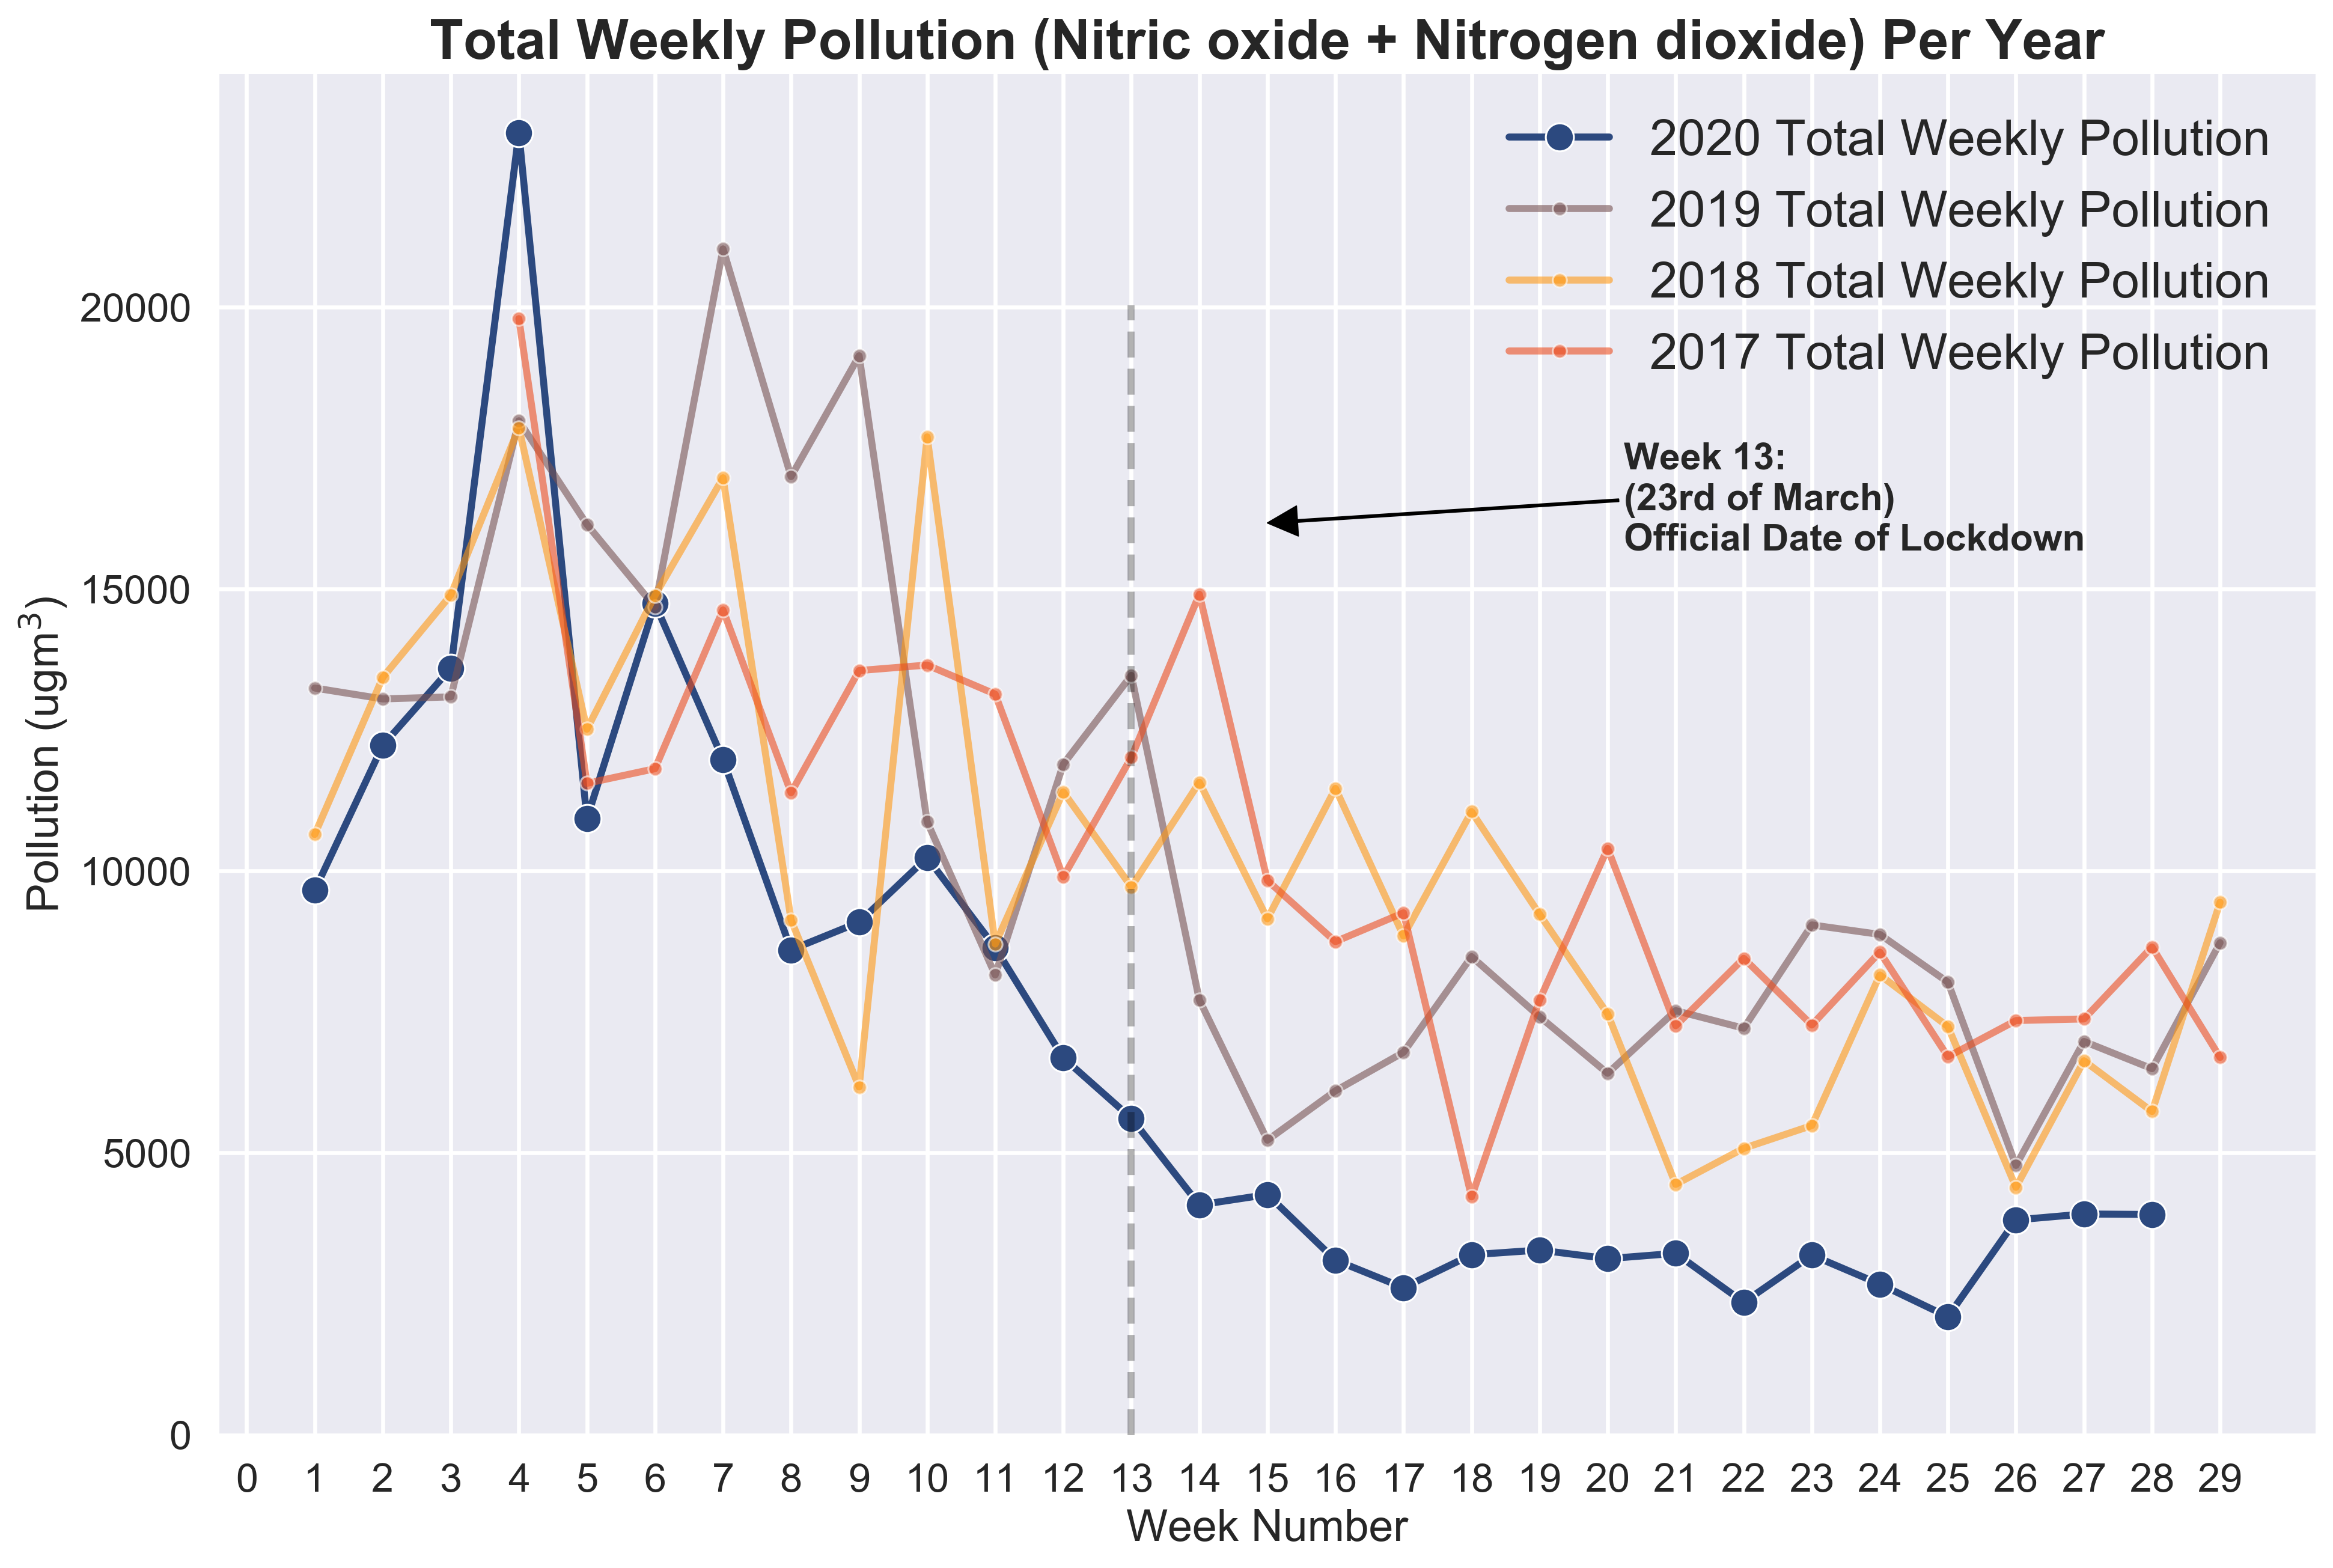 Total Weekly Pollution (Nitric oxide + Nitrogen dioxide) Per Year
2020 Total Weekly Pollution
2019 Total Weekly Pollution
2018 Total Weekly Pollution
2017 Total Weekly Pollution
Week 13:
(23rd of March)
Official Date of Lockdown
Pollution (ugm³)
20000
15000
10000
5000
0
0 1 2 3 4 5 6 7 8 9 10 11 12 13 14 15 16 17 18 19 20 21 22 23 24 25 26 27 28 29
Week Number